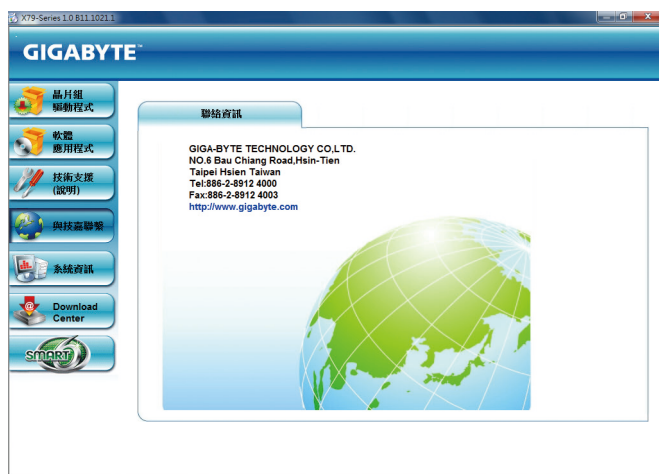 X79-Series 1.0 B11.1021.1
GIGABYTE™
晶片組
驅動程式
軟體
應用程式
技術支援
(說明)
與技嘉聯繫
系統資訊
Download
Center
SMART6
聯絡資訊
GIGA-BYTE TECHNOLOGY CO,LTD.
NO.6 Bau Chiang Road,Hsin-Tien
Taipei Hsien Taiwan
Tel:886-2-8912 4000
Fax:886-2-8912 4003
http://www.gigabyte.com